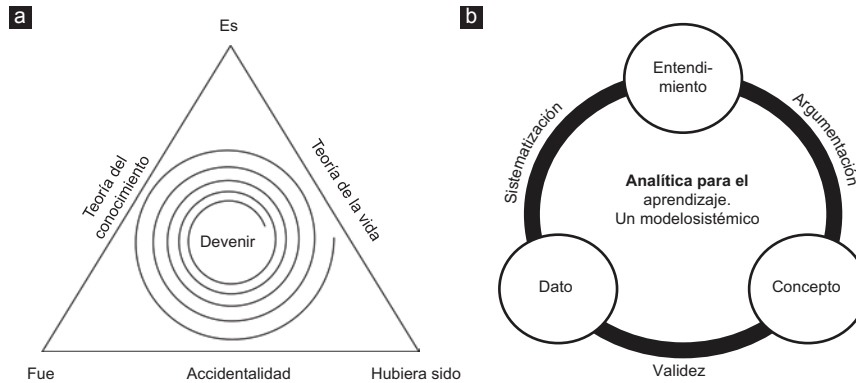 a
Es
Teoría del
conocimiento
Teoría de la vida
Devenir
Fue
Accidentalidad
Hubiera sido
b
Entendi-
miento
Sistematización
Argumentación
Analítica para el
aprendizaje.
Un modelosistémico
Dato
Concepto
Validez